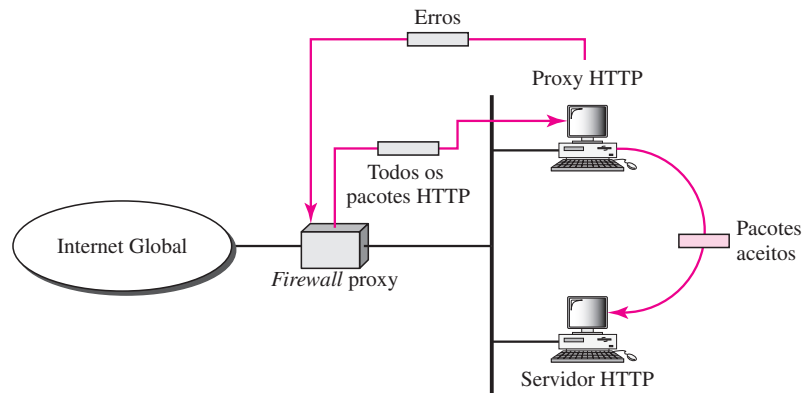 Erros
Proxy HTTP
Todos os
pacotes HTTP
Internet Global
Firewall proxy
Pacotes
aceitos
Servidor HTTP